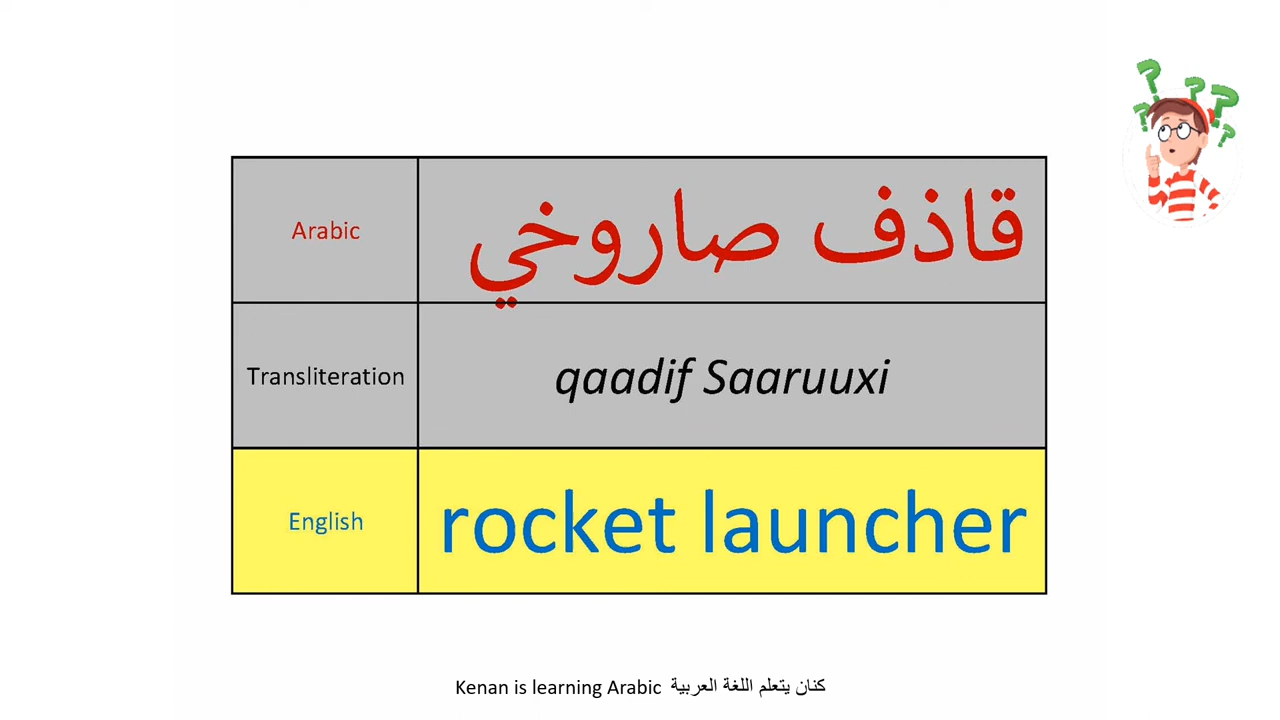 Arabic
قاذف صاروخي
Transliteration
qaadif Saaruuxi
English
rocket launcher
Kenan is learning Arabic كنان يتعلم اللغة العربية